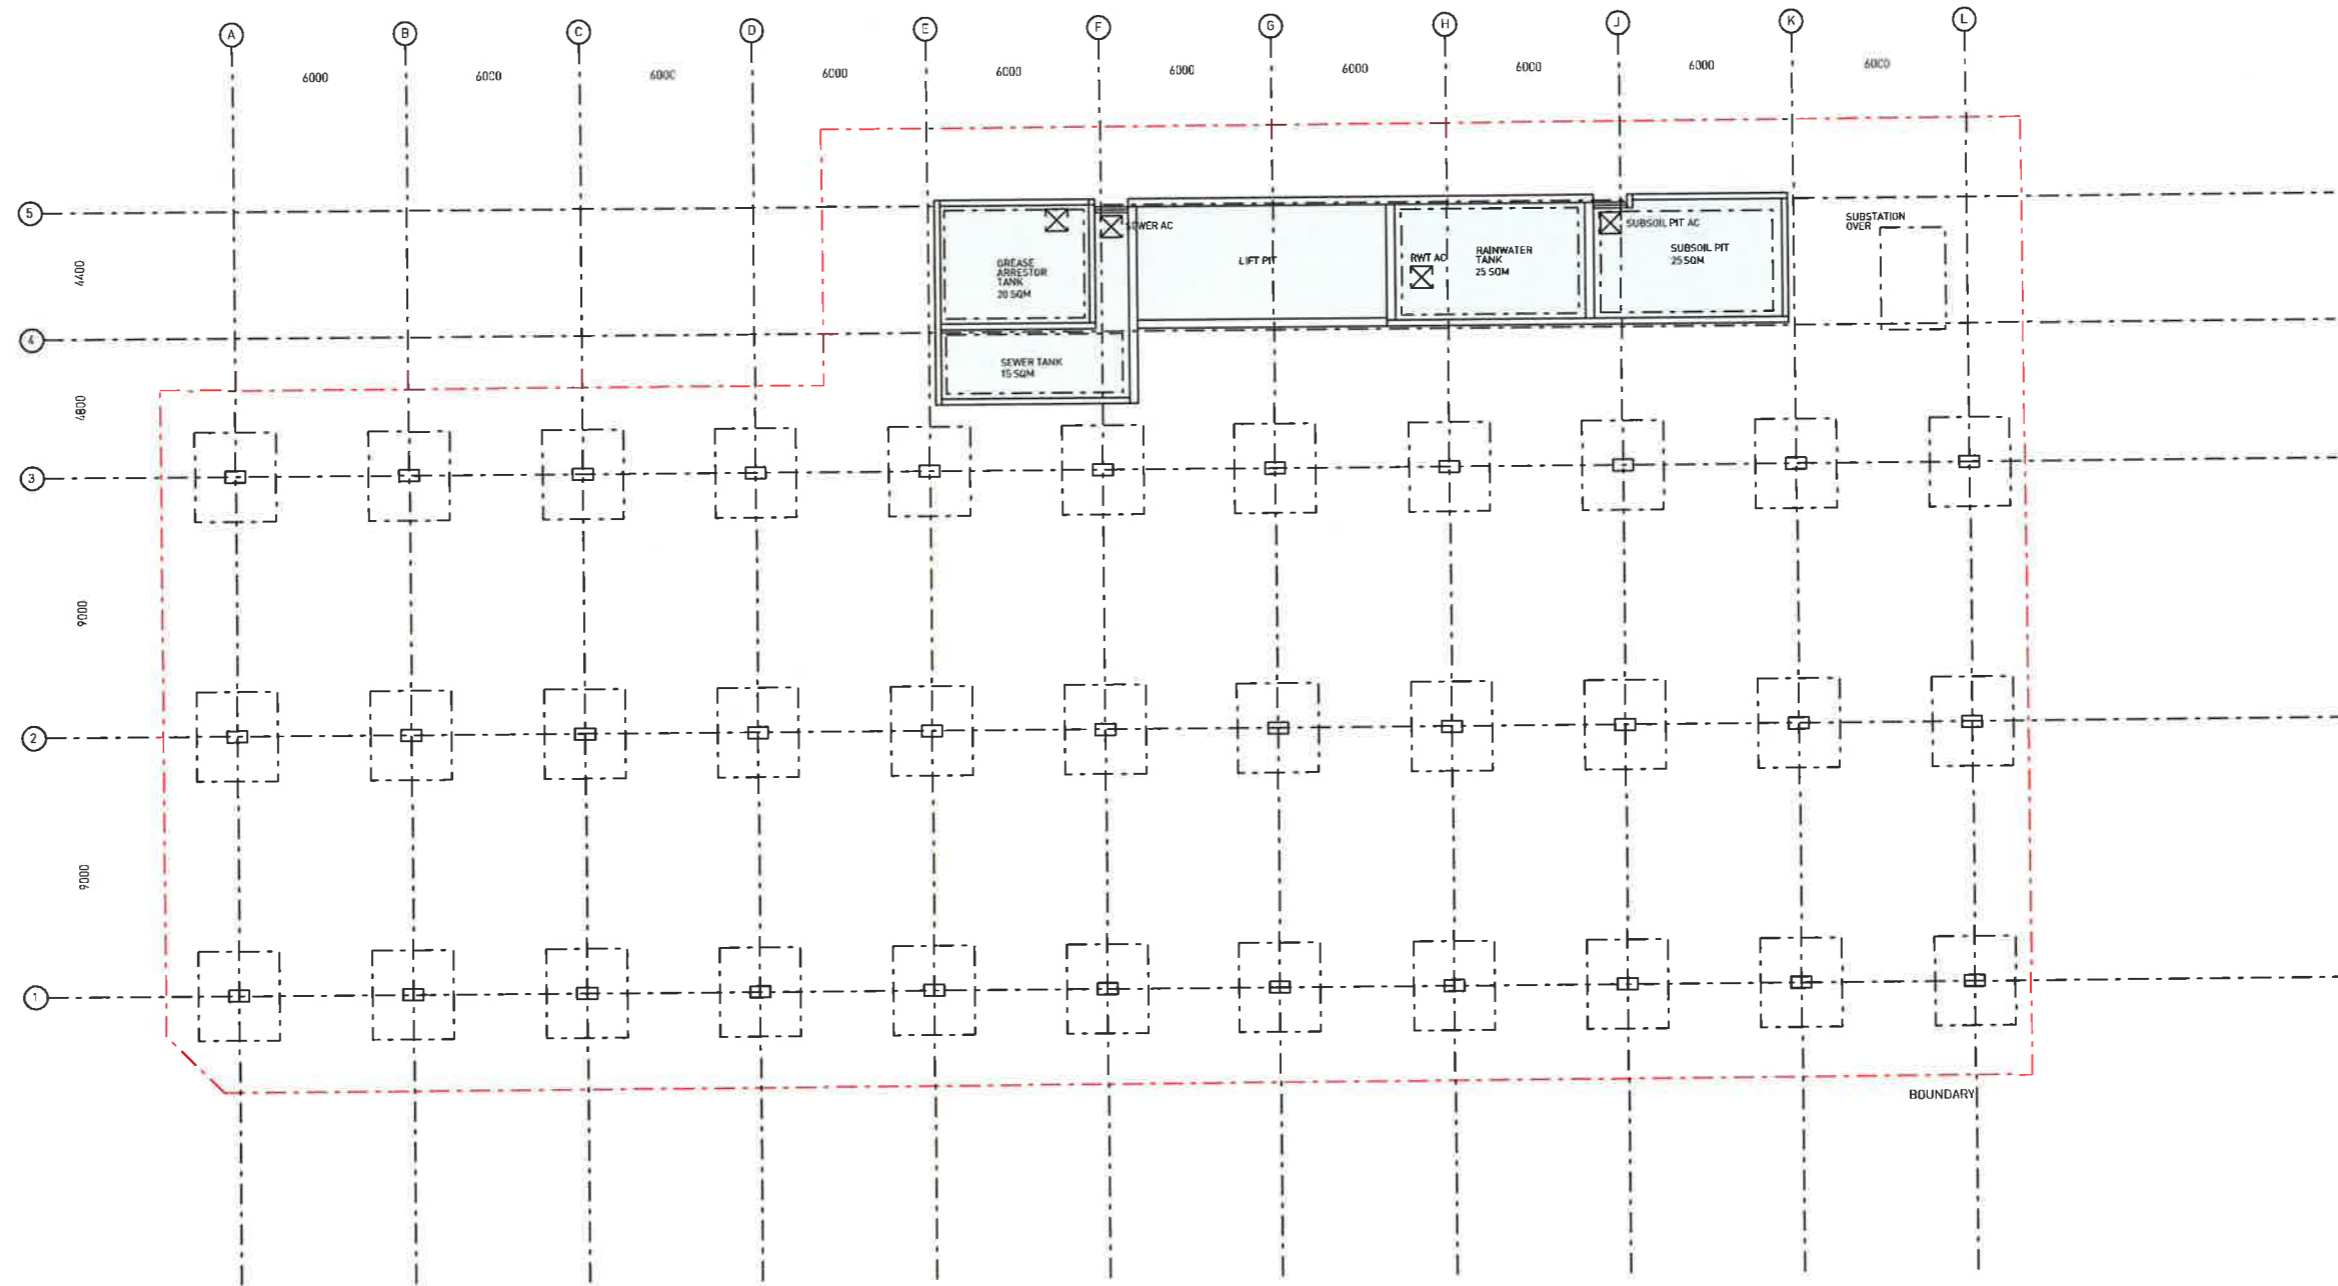 A
B
C
D
E
F
G
H
J
K
L
6000
6000
6000
6000
6000
6000
6000
6000
6000
6000
5
SUBSTATION
OVER
SEWER AC
SUBSOIL PIT AC
GREASE
ARRESTOR
TANK
20 SQM
LIFT PIT
RWT AC
RAINWATER
TANK
25 SQM
SUBSOIL PIT
25 SQM
4400
4
SEWER TANK
15 SQM
4800
3
9000
2
9000
1
BOUNDARY